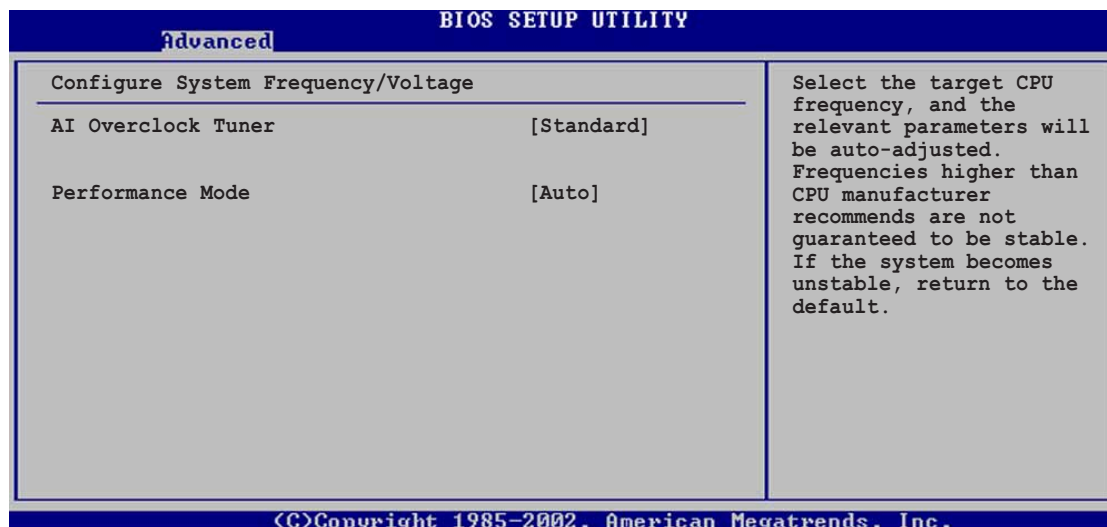 BIOS SETUP UTILITY
Advanced
Configure System Frequency/Voltage
AI Overclock Tuner [Standard]
Performance Mode [Auto]
Select the target CPU
frequency, and the
relevant parameters will
be auto-adjusted.
Frequencies higher than
CPU manufacturer
recommends are not
guaranteed to be stable.
If the system becomes
unstable, return to the
default.
(C)Copyright 1985-2002, American Megatrends, Inc.